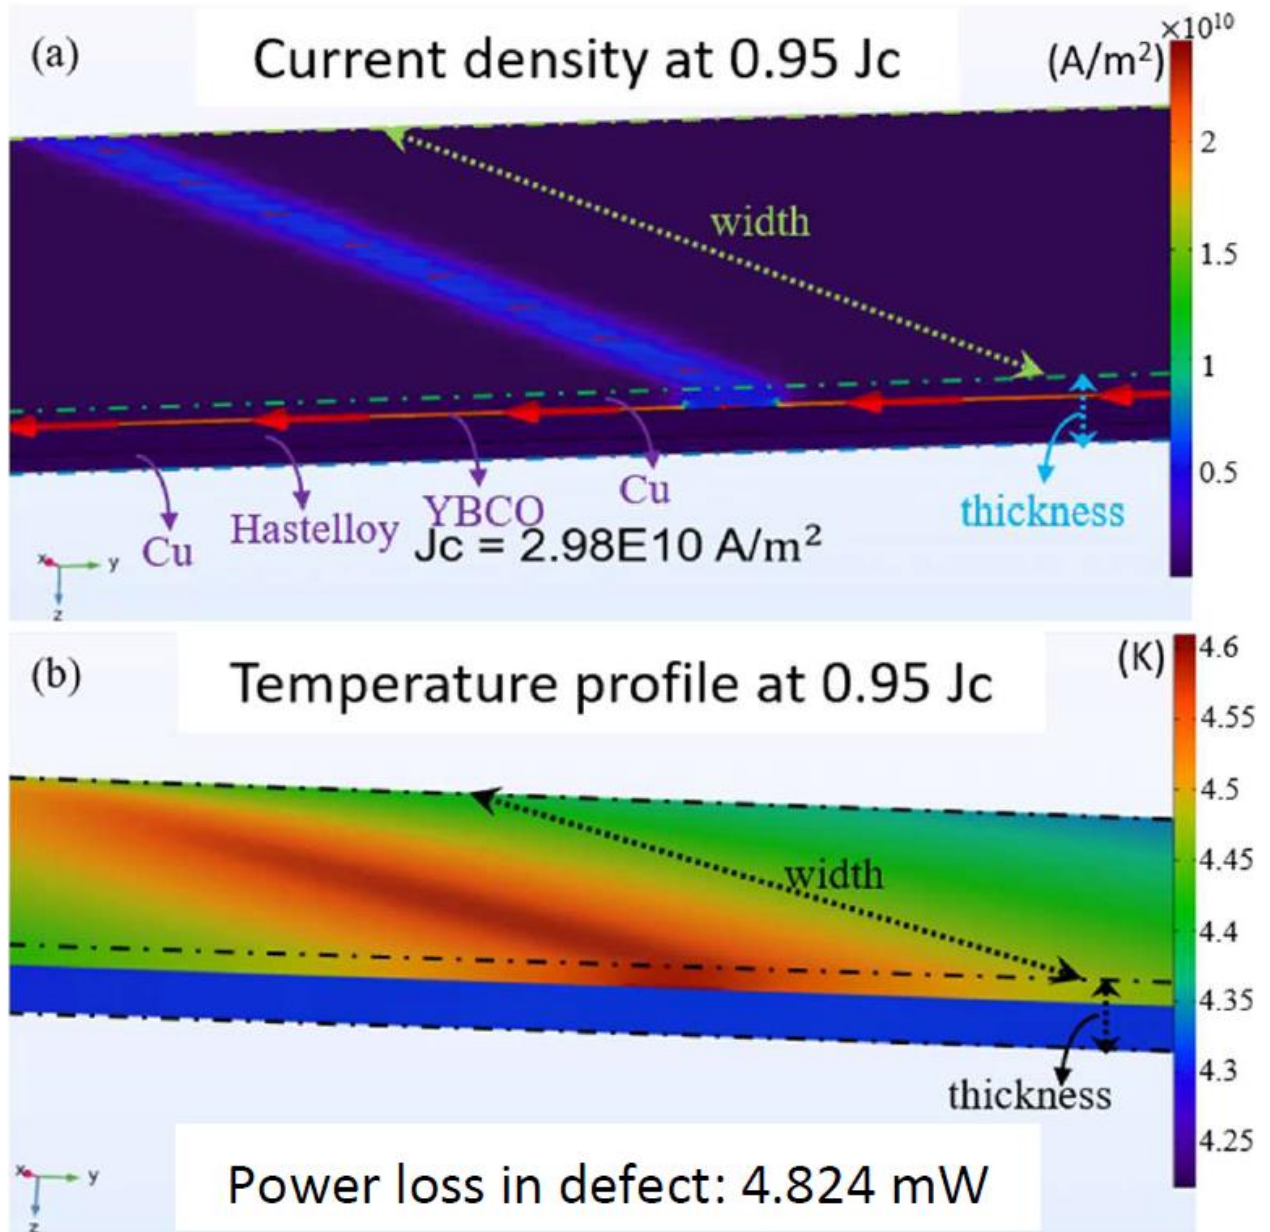 (a)
Current density at 0.95 Jc
×10¹⁰
(A/m²)
2
1.5
1
0.5
width
thickness
Cu
Hastelloy
YBCO
Cu
Jc = 2.98E10 A/m²
x
y
z
(b)
Temperature profile at 0.95 Jc
(K)
4.6
4.55
4.5
4.45
4.4
4.35
4.3
4.25
width
thickness
x
y
z
Power loss in defect: 4.824 mW